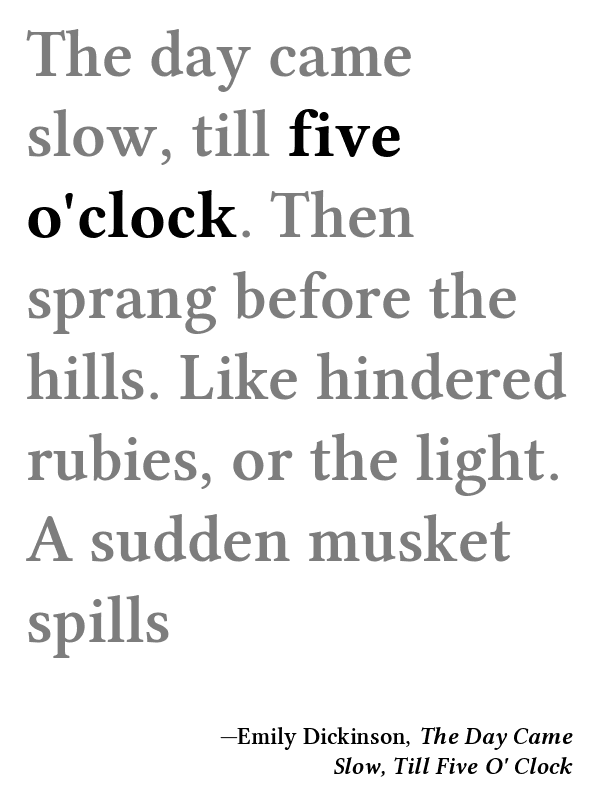 The day came
slow, till five
o'clock. Then
sprang before the
hills. Like hindered
rubies, or the light.
A sudden musket
spills
—Emily Dickinson, The Day Came
Slow, Till Five O' Clock